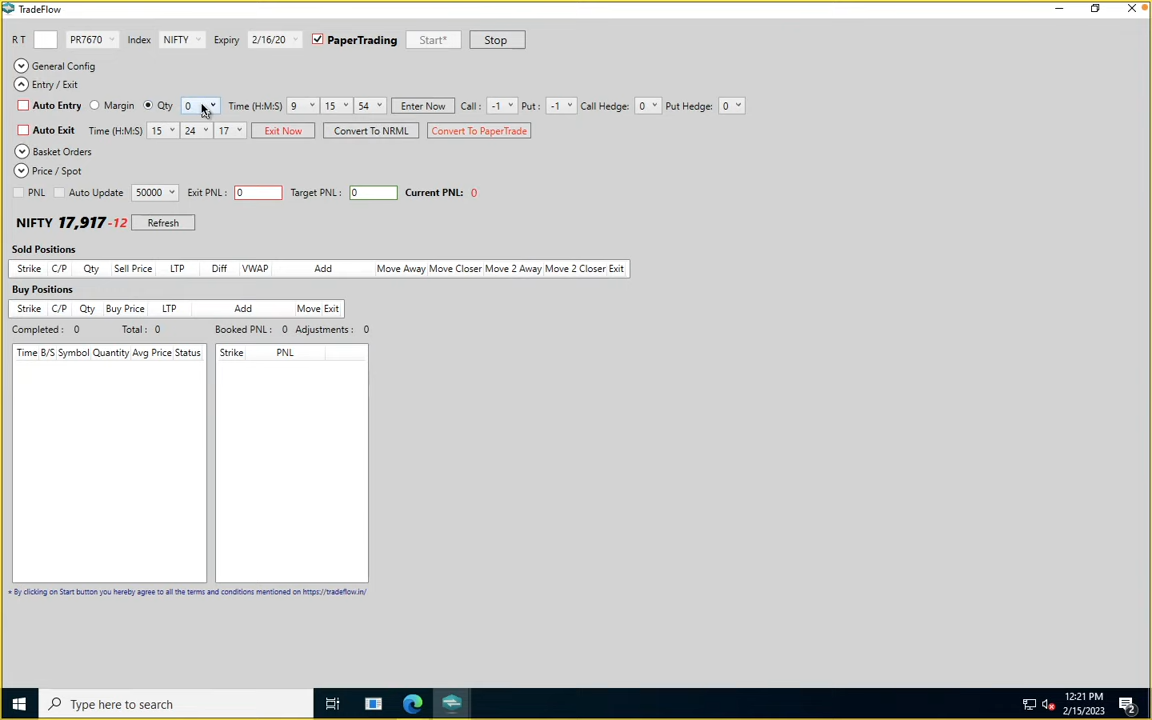 TradeFlow
R T PR7670 Index NIFTY Expiry 2/16/20 PaperTrading Start* Stop
General Config
Entry / Exit
Auto Entry Margin Qty 0 Time (H:M:S) 9 15 54 Enter Now Call : -1 Put : -1 Call Hedge: 0 Put Hedge: 0
Auto Exit Time (H:M:S) 15 24 17 Exit Now Convert To NRML Convert To PaperTrade
Basket Orders
Price / Spot
PNL Auto Update 50000 Exit PNL : 0 Target PNL : 0 Current PNL: 0
NIFTY 17,917 -12 Refresh
Sold Positions
Strike C/P Qty Sell Price LTP Diff VWAP Add Move Away Move Closer Move 2 Away Move 2 Closer Exit
Buy Positions
Strike C/P Qty Buy Price LTP Add Move Exit
Completed : 0 Total : 0 Booked PNL : 0 Adjustments : 0
Time B/S Symbol Quantity Avg Price Status Strike PNL
* By clicking on Start button you hereby agree to all the terms and conditions mentioned on https://tradeflow.in/
Type here to search
12:21 PM
2/15/2023
2